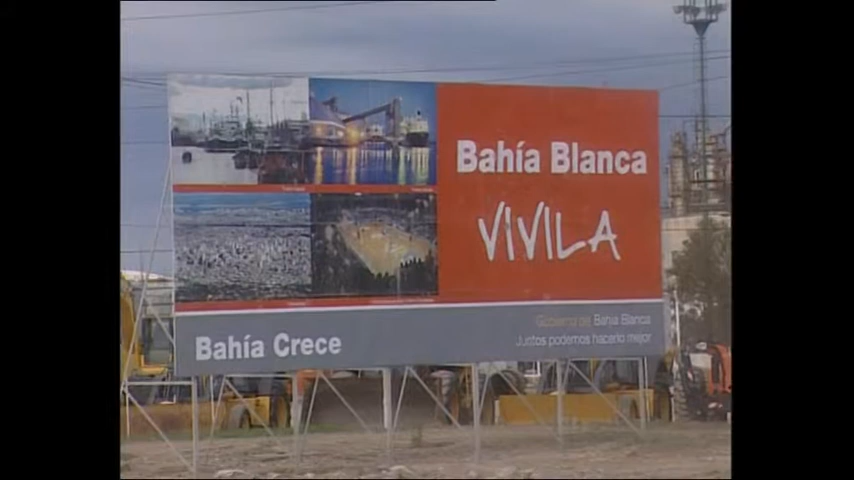 Bahía Blanca
VIVILA
Bahía Crece
Gobierno de Bahía Blanca
Juntos podemos hacerlo mejor